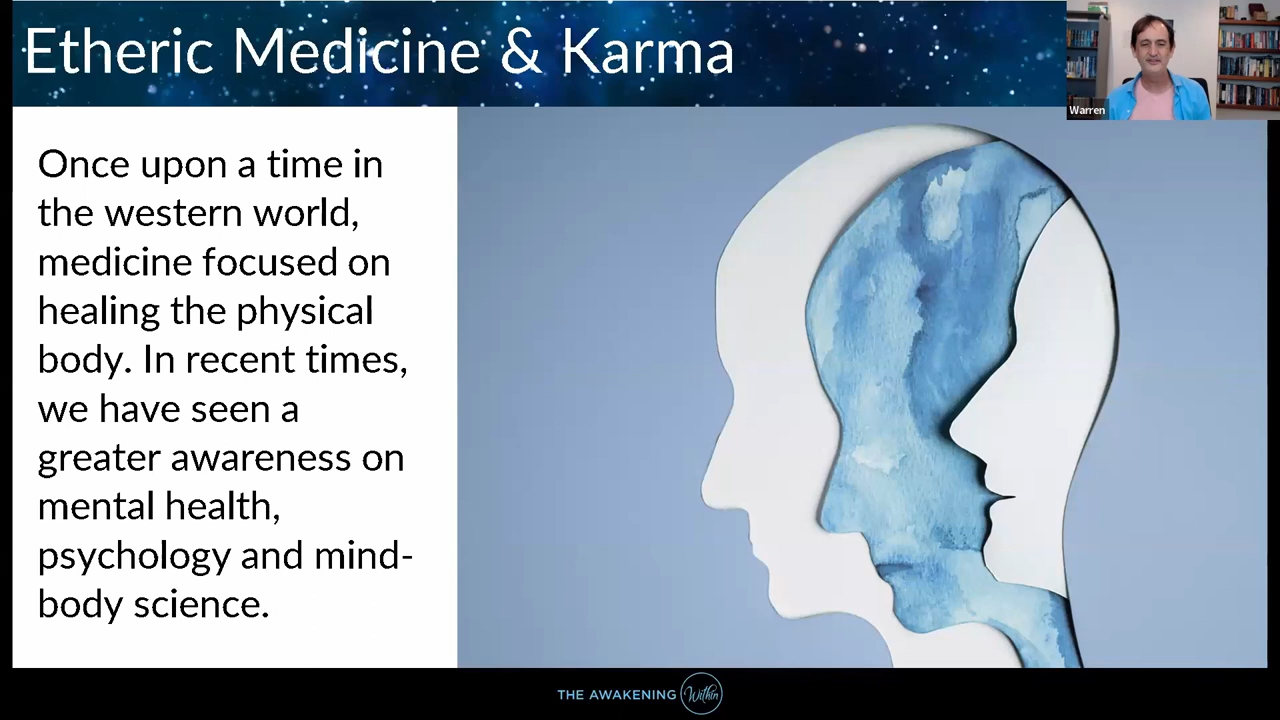 Etheric Medicine & Karma
Warren
Once upon a time in
the western world,
medicine focused on
healing the physical
body. In recent times,
we have seen a
greater awareness on
mental health,
psychology and mind-
body science.
THE AWAKENING Within